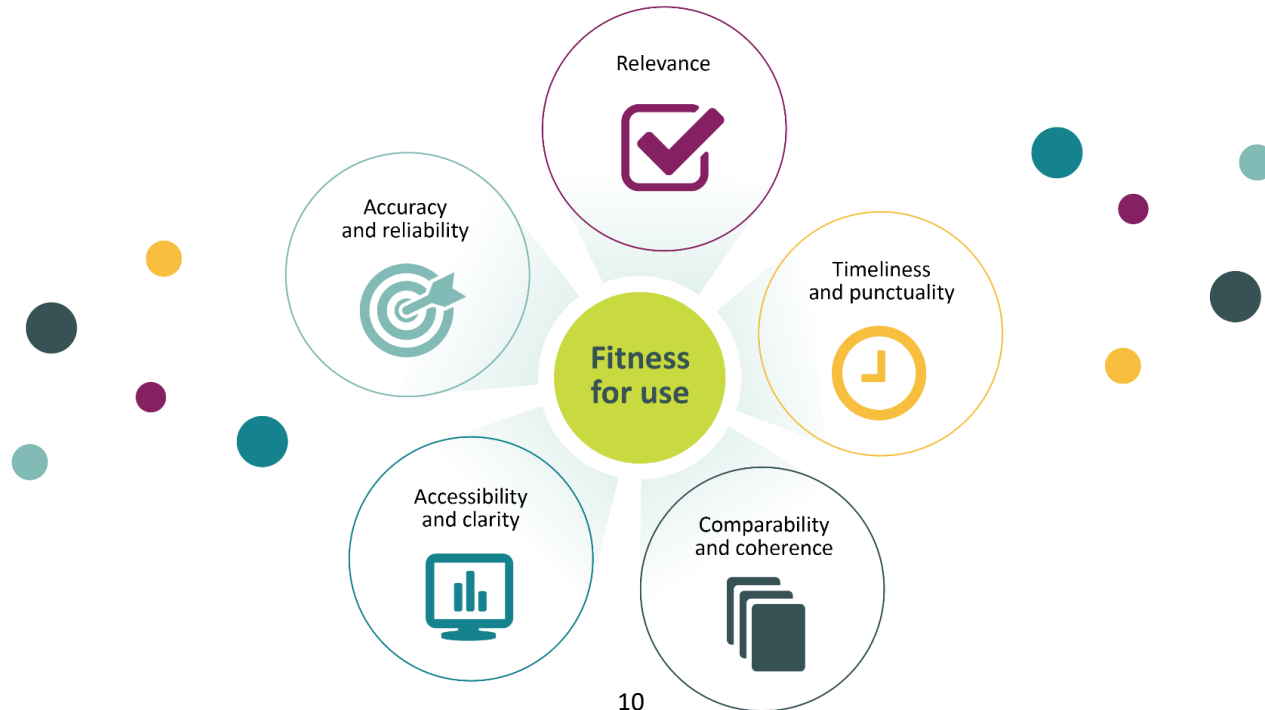 Relevance
Accuracy
and reliability
Timeliness
and punctuality
Fitness
for use
Accessibility
and clarity
Comparability
and coherence
10